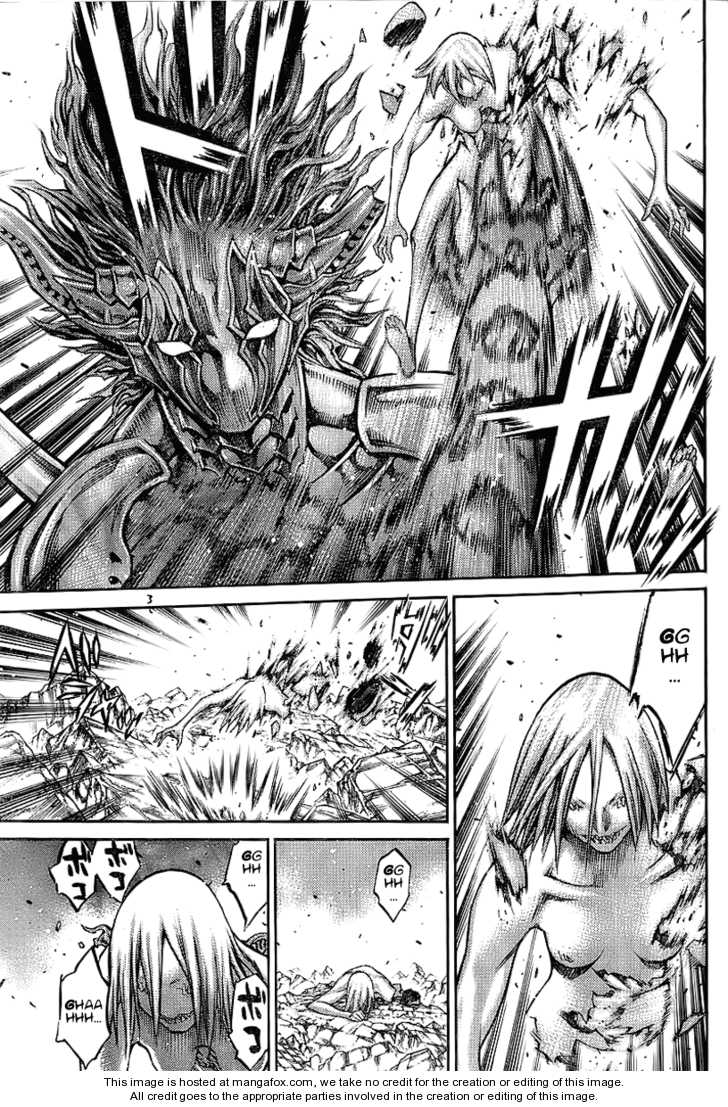 ドド
3
GG
HH
...
GG
HH
...
GG
HH
...
ボコ
ボコ
ボコ
GHAA
HHH...
This image is hosted at mangafox.com, we take no credit for the creation or editing of this image.
All credit goes to the appropriate parties involved in the creation or editing of this image.